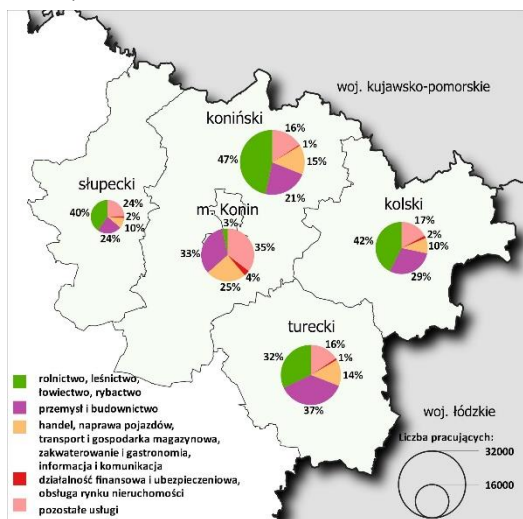 woj. kujawsko-pomorskie
koniński
16%
1%
15%
21%
47%
słupecki
24%
2%
10%
24%
40%
m. Konin
3%
35%
4%
25%
33%
kolski
17%
2%
10%
29%
42%
turecki
16%
1%
14%
37%
32%
rolnictwo, leśnictwo,
łowiectwo, rybactwo
przemysł i budownictwo
handel, naprawa pojazdów,
transport i gospodarka magazynowa,
zakwaterowanie i gastronomia,
informacja i komunikacja
działalność finansowa i ubezpieczeniowa,
obsługa rynku nieruchomości
pozostałe usługi
woj. łódzkie
Liczba pracujących:
32000
16000